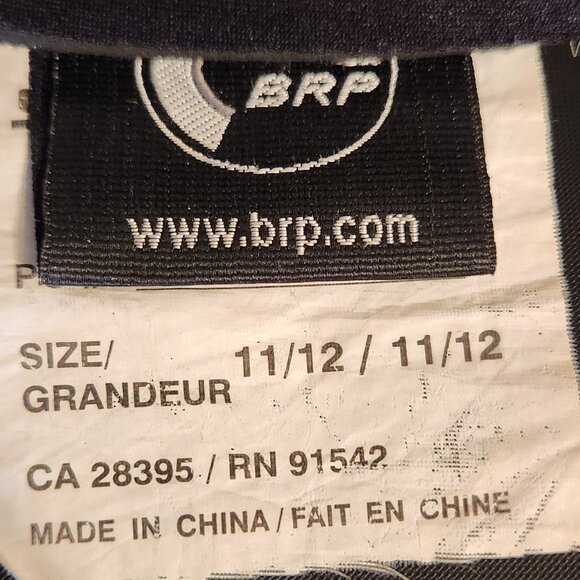 BRP
www.brp.com
SIZE/ 11/12 / 11/12
GRANDEUR
CA 28395 / RN 91542
MADE IN CHINA / FAIT EN CHINE